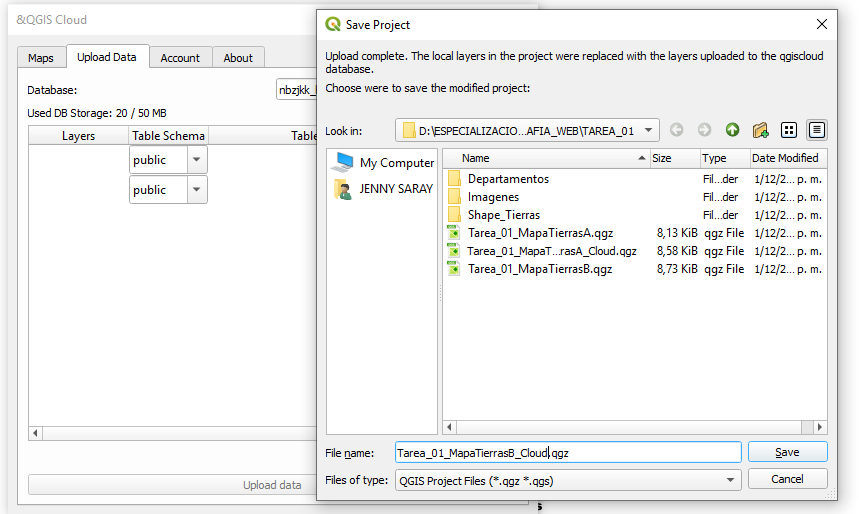 &QGIS Cloud
Maps
Upload Data
Account
About
Database:
nbzjkk_
Used DB Storage: 20 / 50 MB
Layers
Table Schema
Table
public
public
Upload data
Save Project
Upload complete. The local layers in the project were replaced with the layers uploaded to the qgiscloud
database.
Choose were to save the modified project:
Look in:
D:\ESPECIALIZACIO...AFIA_WEB\TAREA_01
My Computer
JENNY SARAY
Name Size Type Date Modified
Departamentos Fil...der 1/12/2... p. m.
Imagenes Fil...der 1/12/2... p. m.
Shape_Tierras Fil...der 1/12/2... p. m.
Tarea_01_MapaTierrasA.qgz 8,13 KiB qgz File 1/12/2... p. m.
Tarea_01_MapaT...rasA_Cloud.qgz 8,58 KiB qgz File 1/12/2... p. m.
Tarea_01_MapaTierrasB.qgz 8,73 KiB qgz File 1/12/2... p. m.
File name:
Tarea_01_MapaTierrasB_Cloud.qgz
Save
Files of type:
QGIS Project Files (*.qgz *.qgs)
Cancel